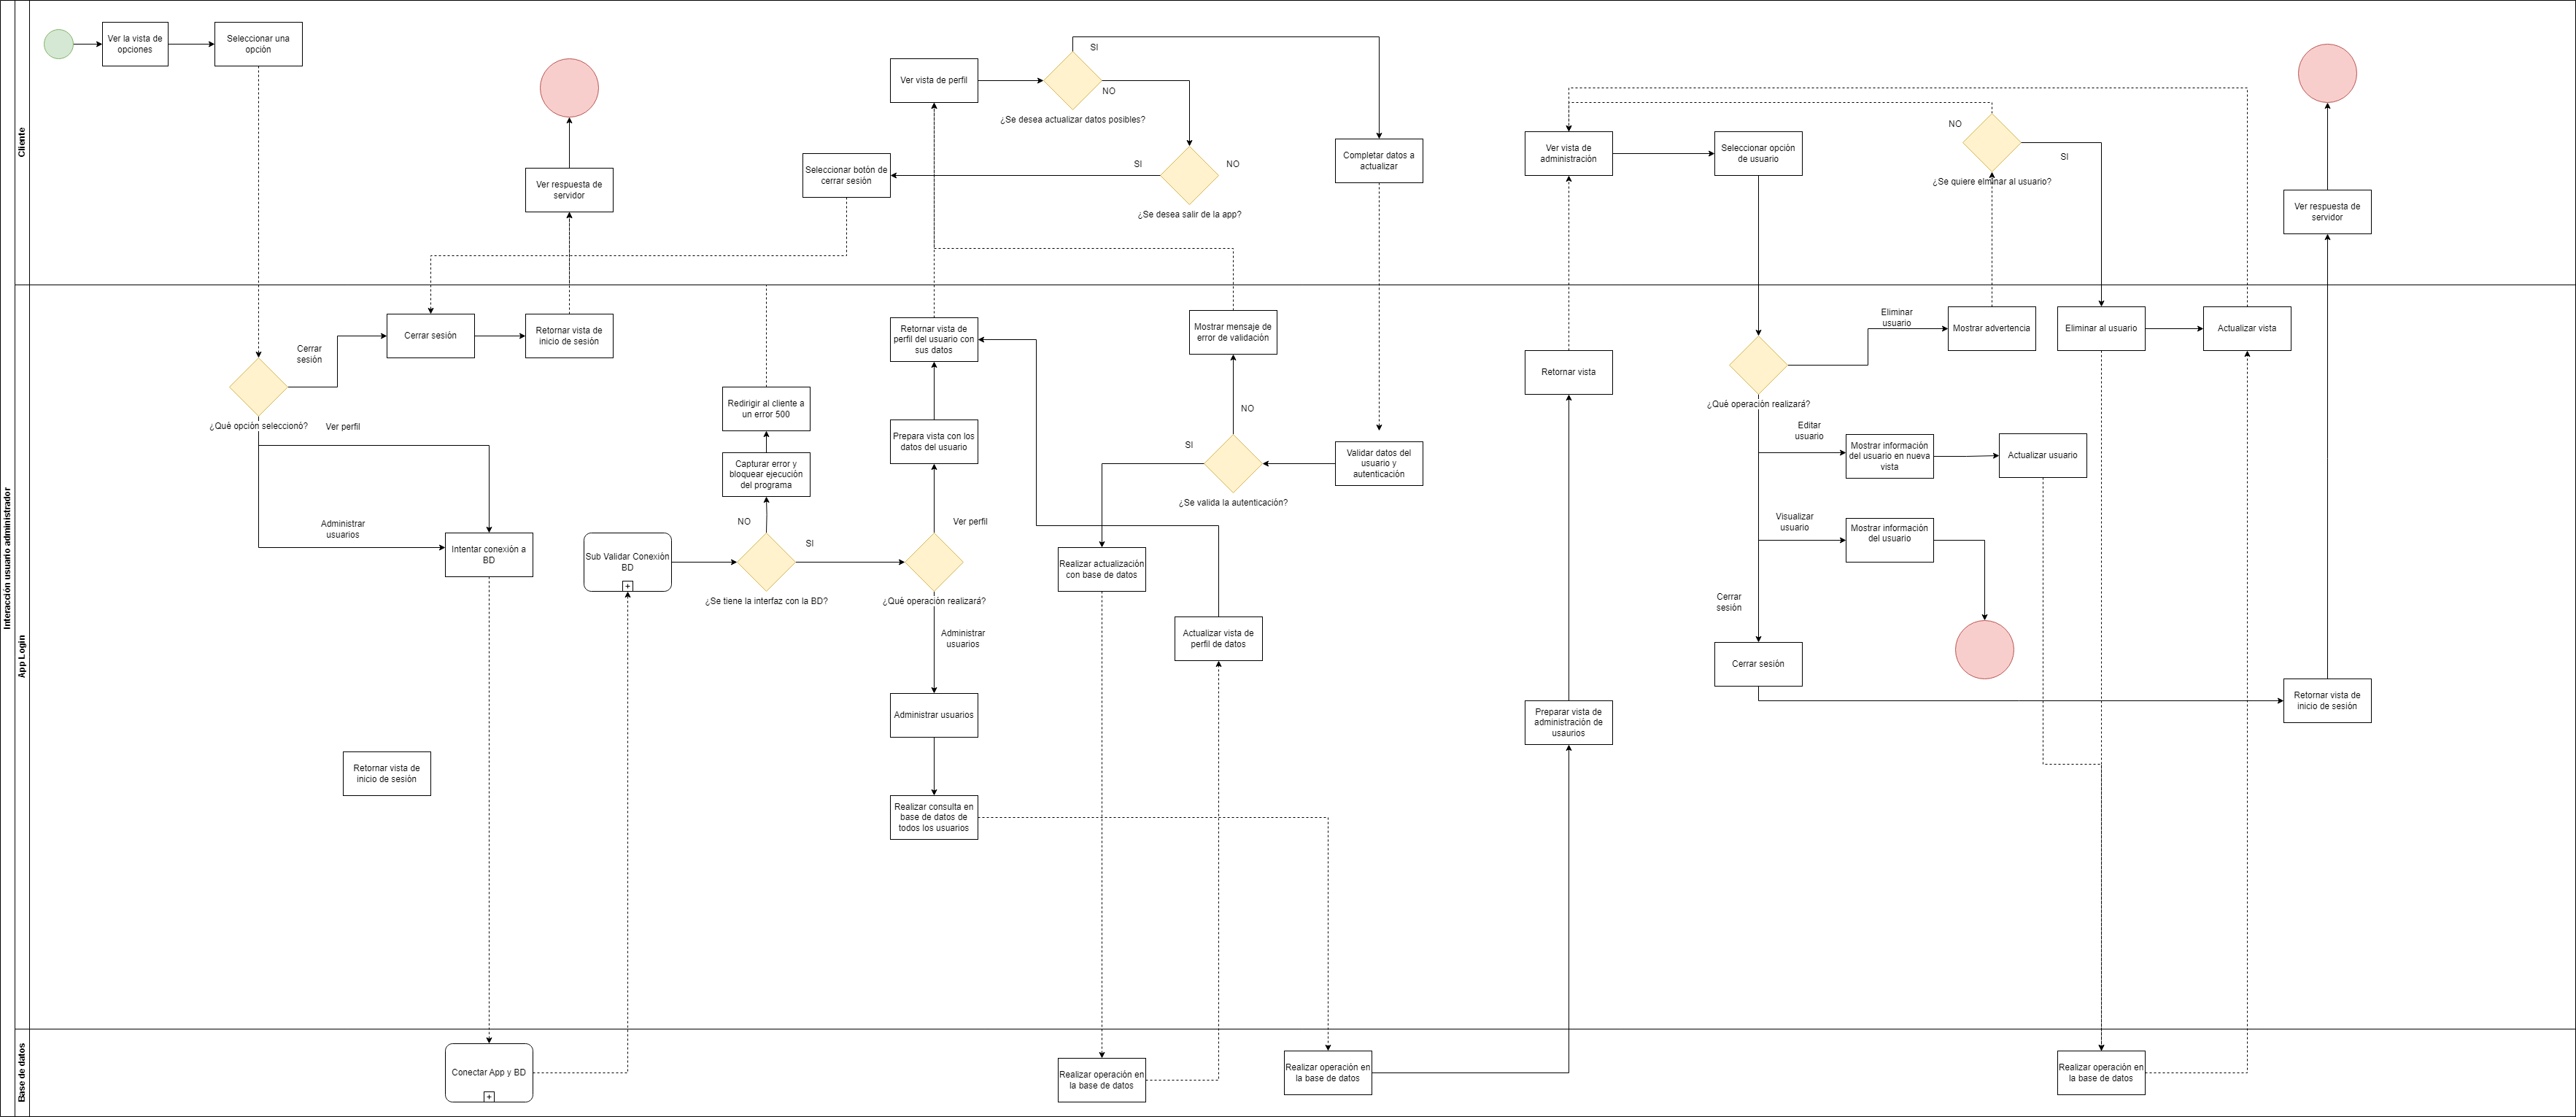 Interacción usuario administrador
Cliente
Ver la vista de
opciones
Seleccionar una
opción
Ver respuesta de
servidor
Ver vista de perfil
SI
NO
¿Se desea actualizar datos posibles?
Seleccionar botón de
cerrar sesión
SI
NO
¿Se desea salir de la app?
Completar datos a
actualizar
Ver vista de
administración
Seleccionar opción
de usuario
NO
SI
¿Se quiere elminar al usuario?
Ver respuesta de
servidor
App Login
Cerrar
sesión
¿Qué opción seleccionó?
Ver perfil
Administrar
usuarios
Cerrar sesión
Retornar vista de
inicio de sesión
Intentar conexión a
BD
Retornar vista de
inicio de sesión
Sub Validar Conexión
BD
Redirigir al cliente a
un error 500
Capturar error y
bloquear ejecución
del programa
NO
SI
¿Se tiene la interfaz con la BD?
Retornar vista de
perfil del usuario con
sus datos
Prepara vista con los
datos del usuario
Ver perfil
¿Qué operación realizará?
Administrar
usuarios
Administrar usuarios
Realizar consulta en
base de datos de
todos los usuarios
Mostrar mensaje de
error de validación
NO
SI
¿Se valida la autenticación?
Validar datos del
usuario y
autenticación
Realizar actualización
con base de datos
Actualizar vista de
perfil de datos
Retornar vista
Preparar vista de
administración de
usaurios
¿Qué operación realizará?
Eliminar
usuario
Mostrar advertencia
Eliminar al usuario
Actualizar vista
Editar
usuario
Mostrar información
del usuario en nueva
vista
Actualizar usuario
Visualizar
usuario
Mostrar información
del usuario
Cerrar
sesión
Cerrar sesión
Retornar vista de
inicio de sesión
Base de datos
Conectar App y BD
Realizar operación en
la base de datos
Realizar operación en
la base de datos
Realizar operación en
la base de datos